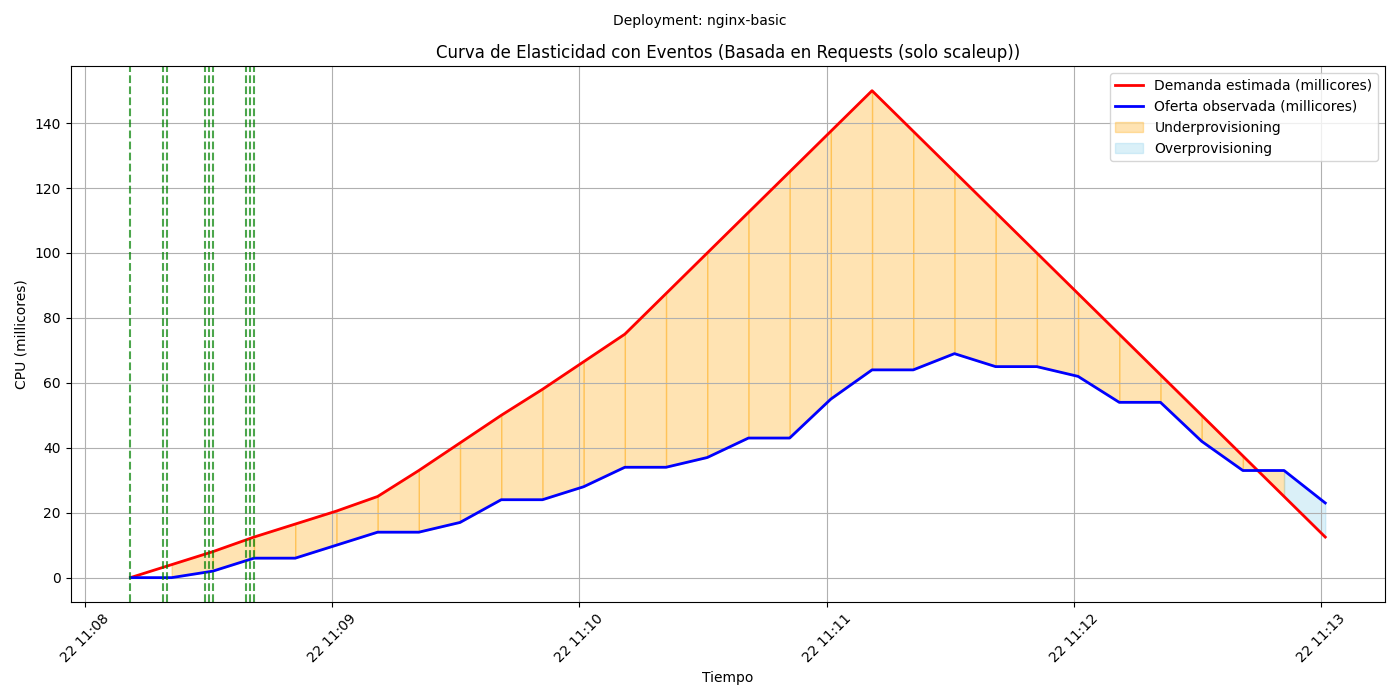 Deployment: nginx-basic
Curva de Elasticidad con Eventos (Basada en Requests (solo scaleup))
Demanda estimada (millicores)
Oferta observada (millicores)
Underprovisioning
Overprovisioning
CPU (millicores)
140
120
100
80
60
40
20
0
22 11:08
22 11:09
22 11:10
22 11:11
22 11:12
22 11:13
Tiempo